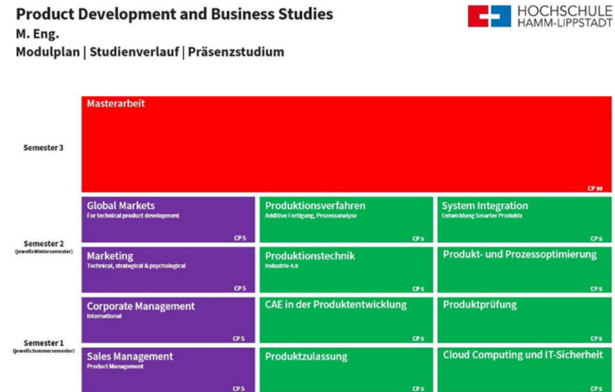 Product Development and Business Studies
M. Eng.
Modulplan | Studienverlauf | Präsenzstudium
HOCHSCHULE
HAMM-LIPPSTADT
Semester 3
Masterarbeit
CP 30
Semester 2
(jeweils Wintersemester)
Global Markets
For technical product development
CP 5
Produktionsverfahren
Additive Fertigung, Prozessanalyse
CP 5
System Integration
Entwicklung Smarter Produkte
CP 5
Marketing
Technical, strategical & psychological
CP 5
Produktionstechnik
Industrie 4.0
CP 5
Produkt- und Prozessoptimierung
CP 5
Semester 1
(jeweils Sommersemester)
Corporate Management
International
CP 5
CAE in der Produktentwicklung
CP 5
Produktprüfung
CP 5
Sales Management
Product Management
CP 5
Produktzulassung
CP 5
Cloud Computing und IT-Sicherheit
CP 5